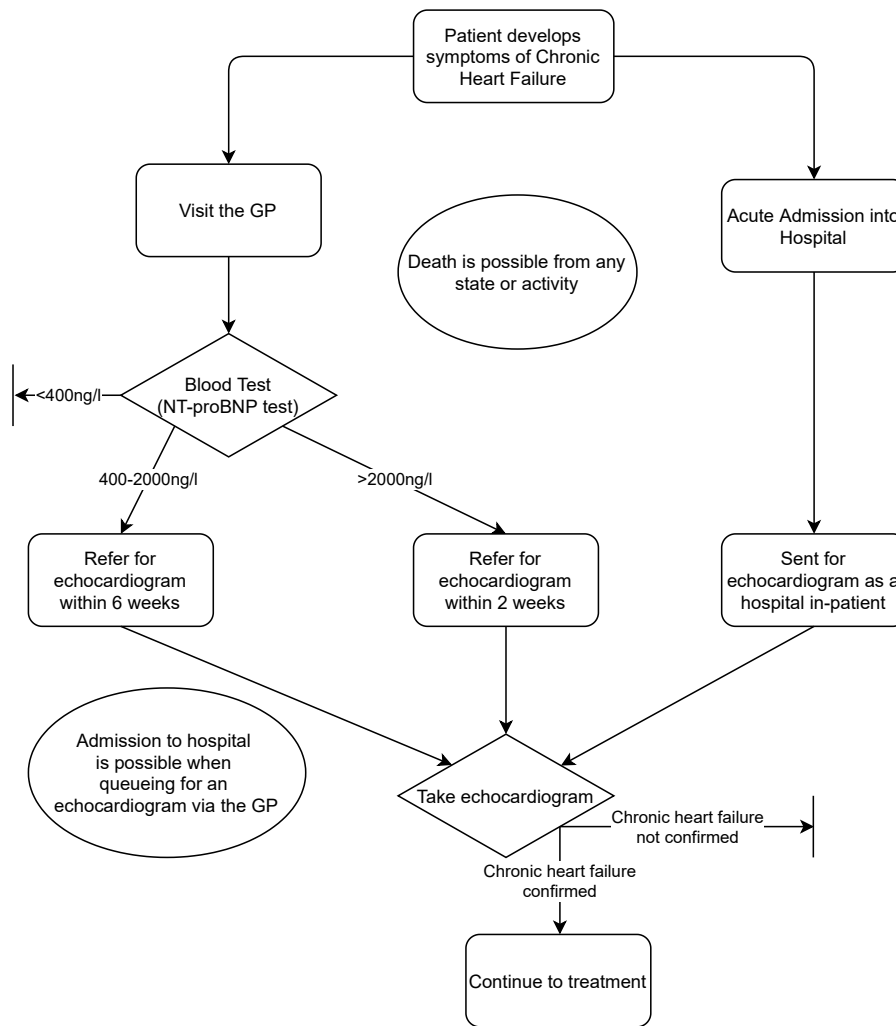 Patient develops
symptoms of Chronic
Heart Failure
Visit the GP
Death is possible from any
state or activity
Acute Admission into
Hospital
Blood Test
(NT-proBNP test)
<400ng/l
400-2000ng/l
>2000ng/l
Refer for
echocardiogram
within 6 weeks
Refer for
echocardiogram
within 2 weeks
Sent for
echocardiogram as a
hospital in-patient
Admission to hospital
is possible when
queueing for an
echocardiogram via the GP
Take echocardiogram
Chronic heart failure
not confirmed
Chronic heart failure
confirmed
Continue to treatment